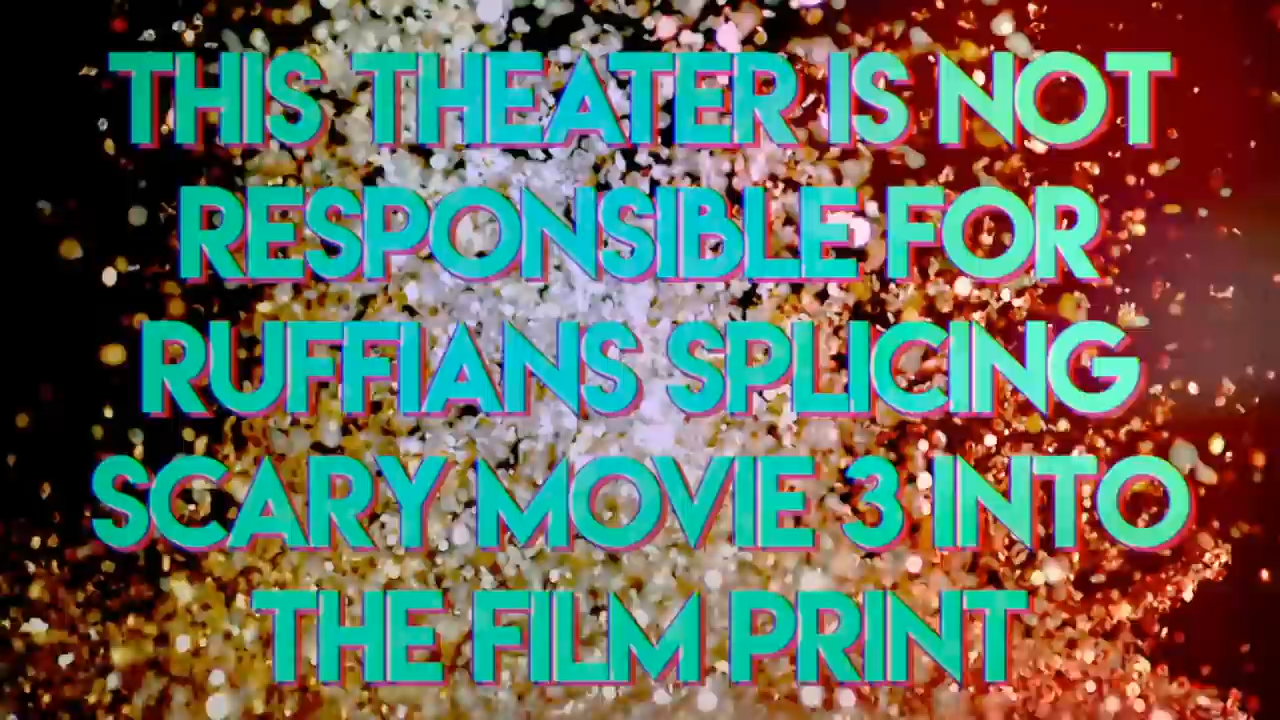 THIS THEATER IS NOT
RESPONSIBLE FOR
RUFFIANS SPLICING
SCARY MOVIE 3 INTO
THE FILM PRINT